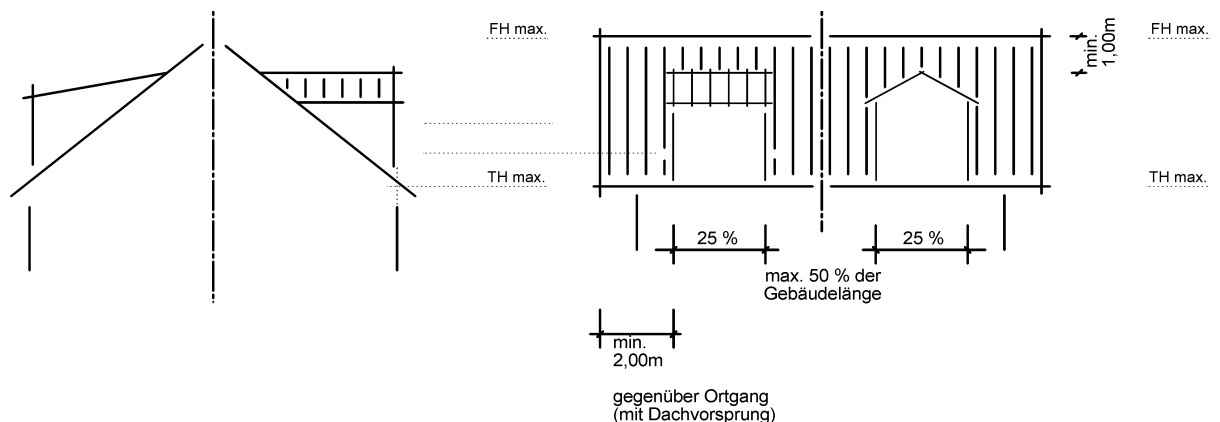 FH max.
FH max.
min.
1,00m
TH max.
TH max.
25 %
25 %
max. 50 % der
Gebäudelänge
min.
2,00m
gegenüber Ortgang
(mit Dachvorsprung)